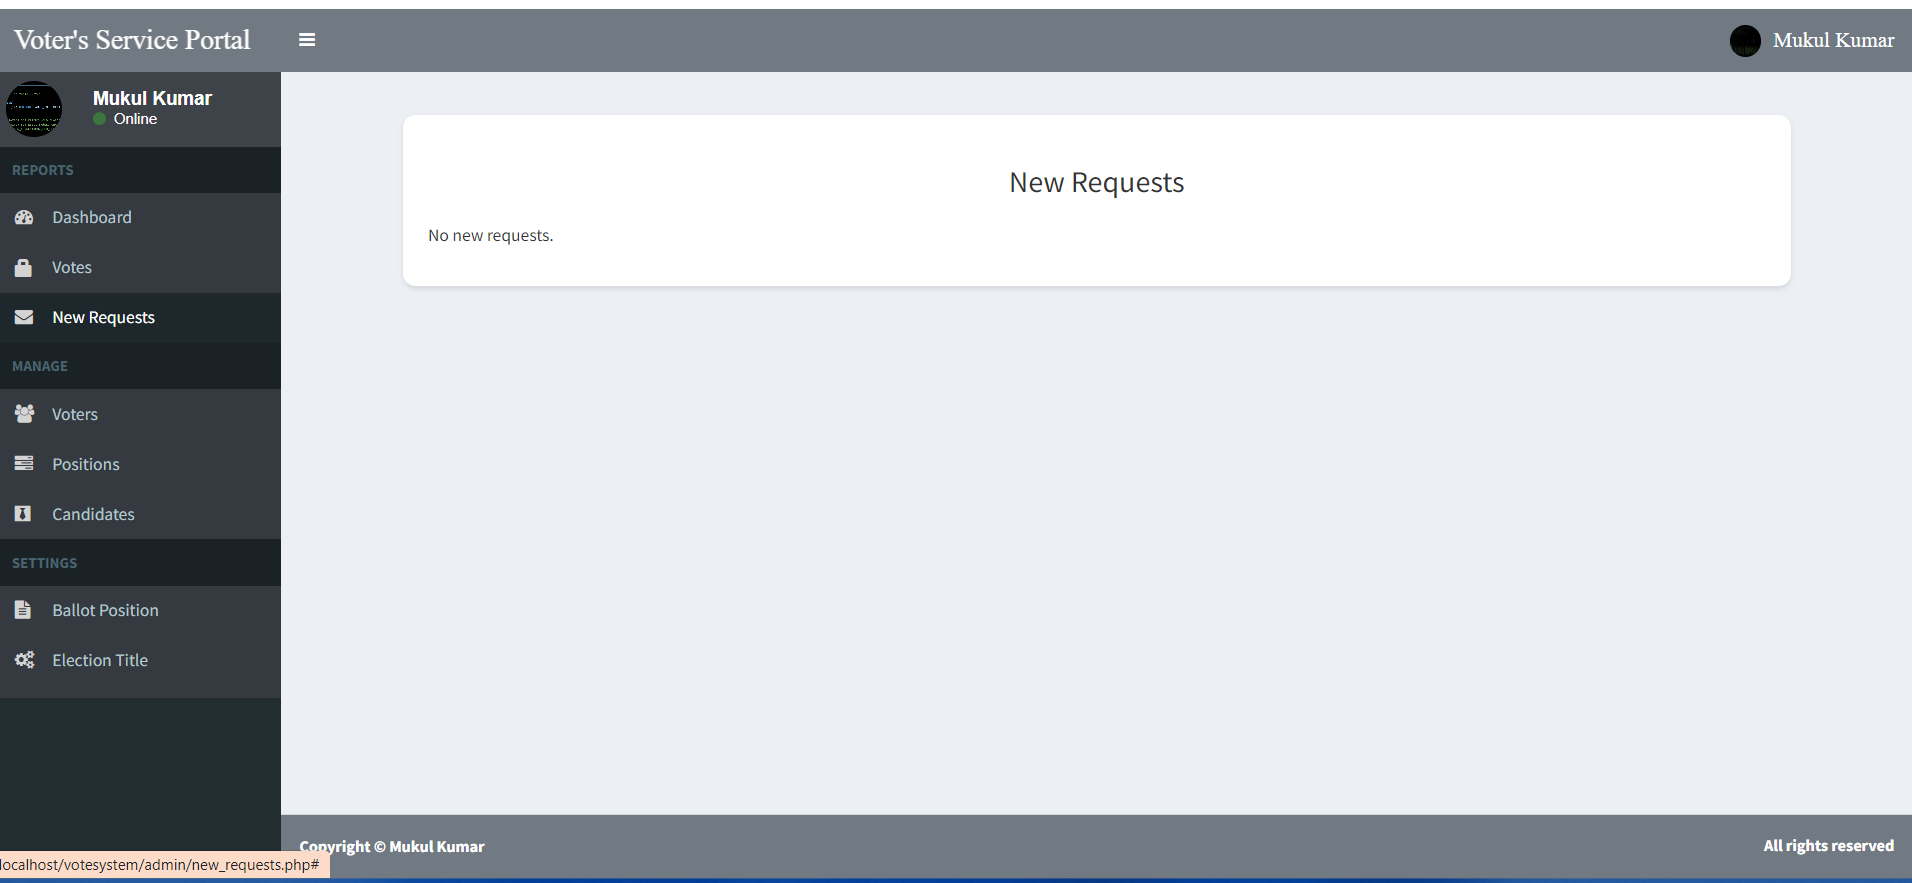 Voter's Service Portal
Mukul Kumar
Mukul Kumar
Online
REPORTS
Dashboard
Votes
New Requests
MANAGE
Voters
Positions
Candidates
SETTINGS
Ballot Position
Election Title
New Requests
No new requests.
Copyright © Mukul Kumar
All rights reserved
localhost/votesystem/admin/new_requests.php#